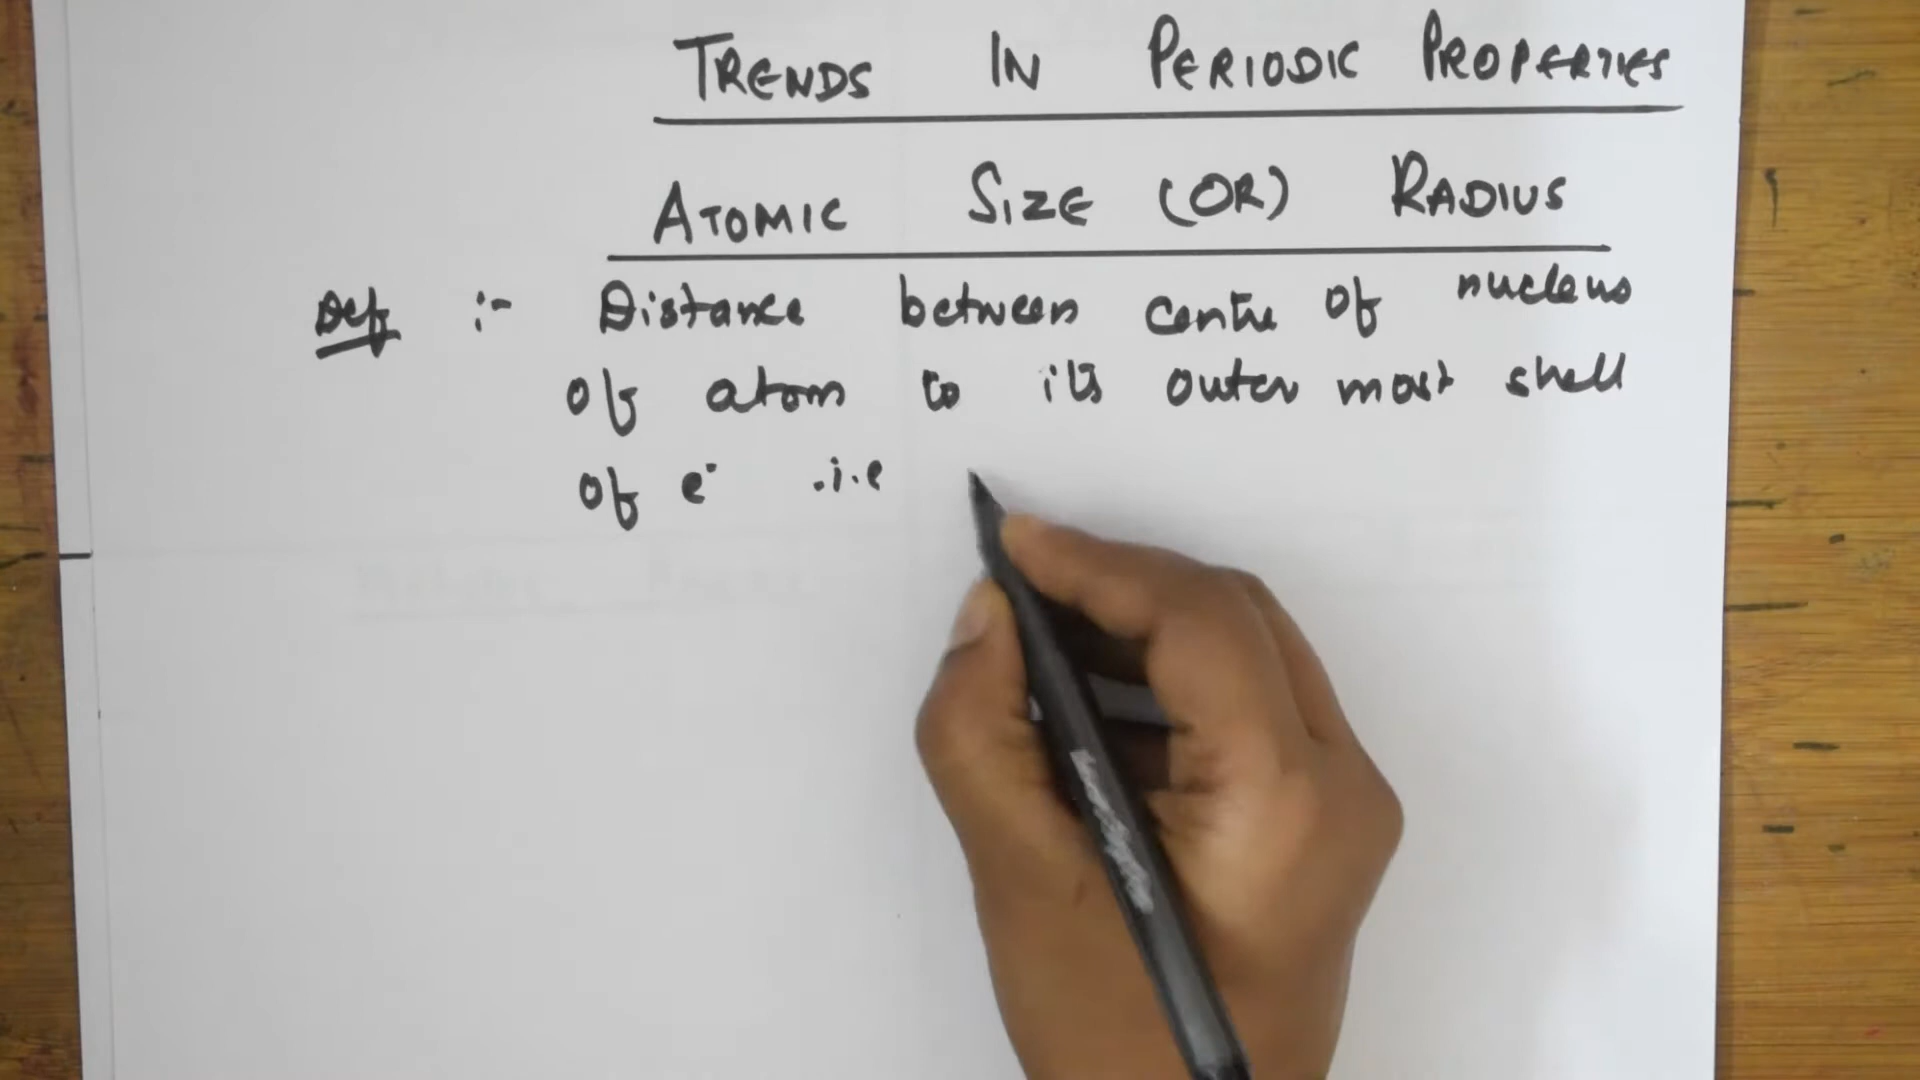 TRENDS IN PERIODIC PROPERTIES
ATOMIC SIZE (OR) RADIUS
Def :- Distance between centre of nucleus
of atom to its outer most shell
of e⁻ .i.e